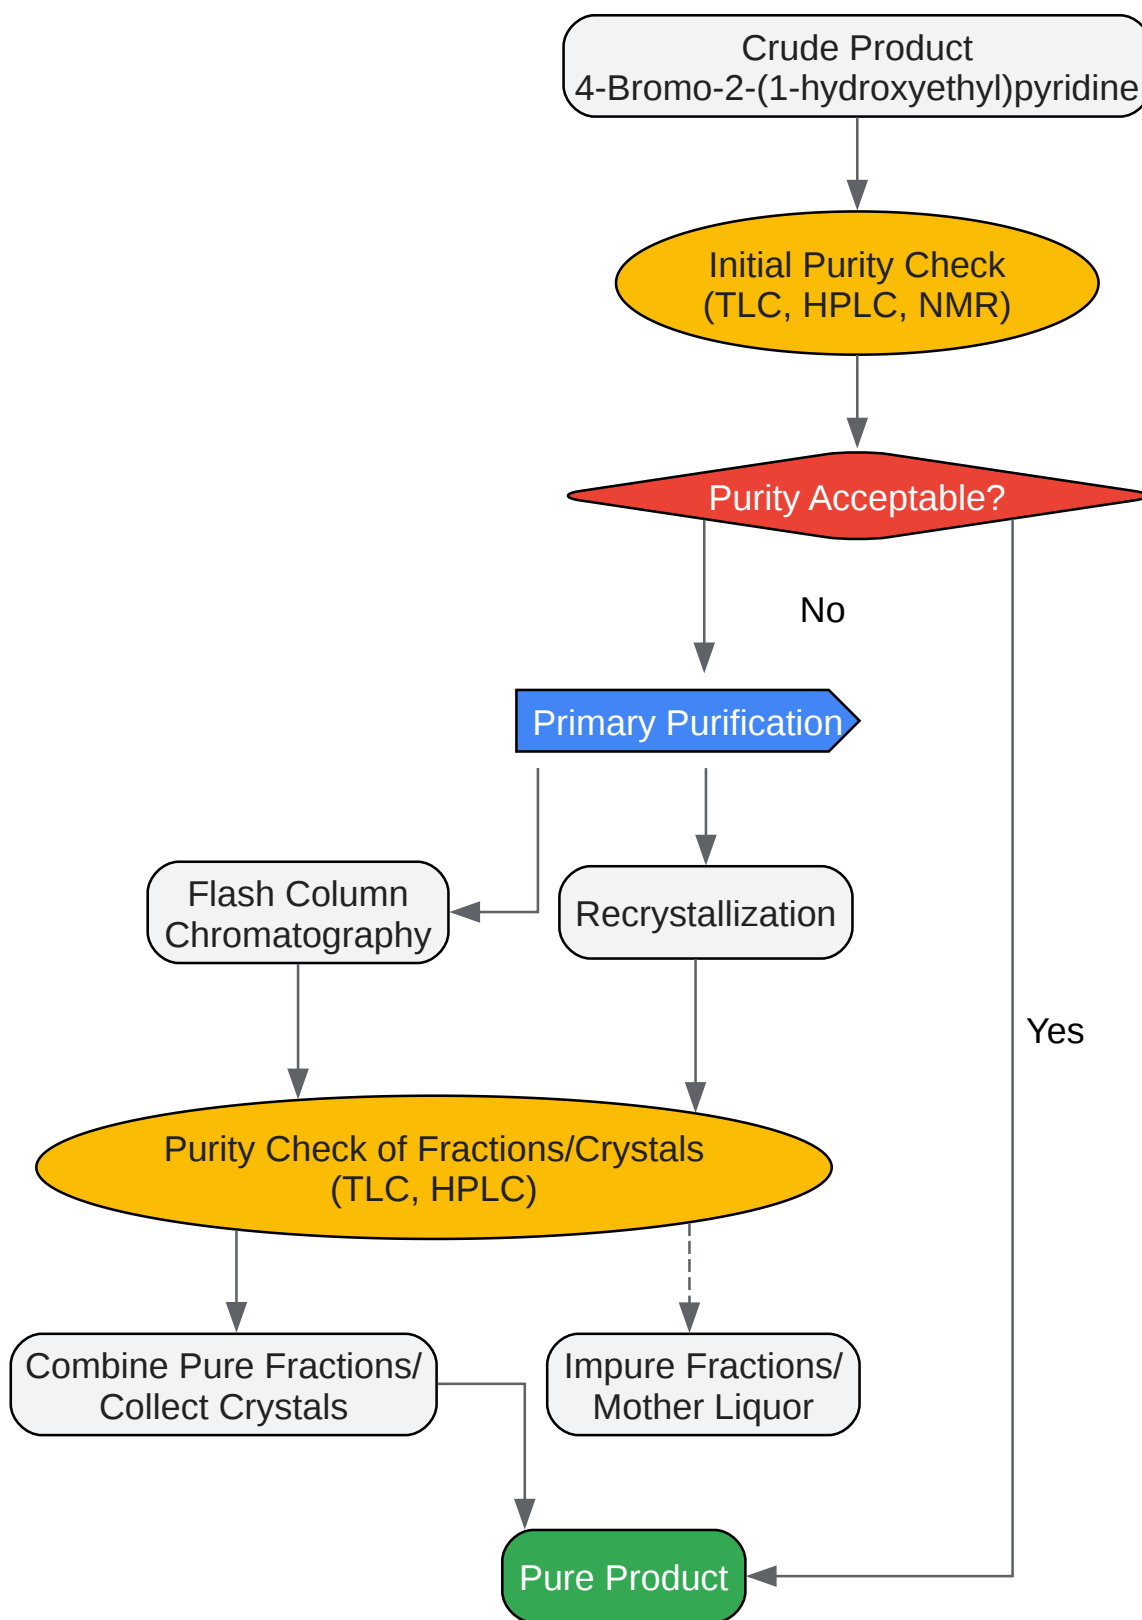 Crude Product
4-Bromo-2-(1-hydroxyethyl)pyridine
Initial Purity Check
(TLC, HPLC, NMR)
Purity Acceptable?
No
Primary Purification
Flash Column
Chromatography
Recrystallization
Yes
Purity Check of Fractions/Crystals
(TLC, HPLC)
Combine Pure Fractions/
Collect Crystals
Impure Fractions/
Mother Liquor
Pure Product